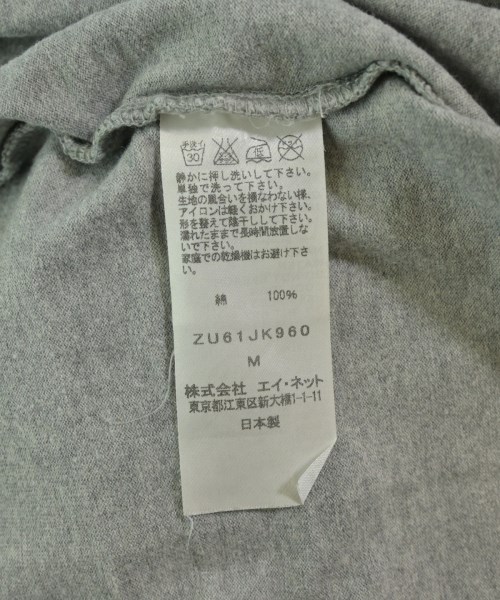 手洗イ 30 低
静かに押し洗いして下さい。
単独で洗って下さい。
生地の風合いを損なわない様、
アイロンは軽くおかけ下さい。
形を整えて陰干しして下さい。
濡れたままで長時間放置しな
いで下さい。
家庭での乾燥機はお避け下さ
い。
綿 100%
ZU61JK960
M
株式会社 エイ・ネット
東京都江東区新大橋1-1-11
日本製